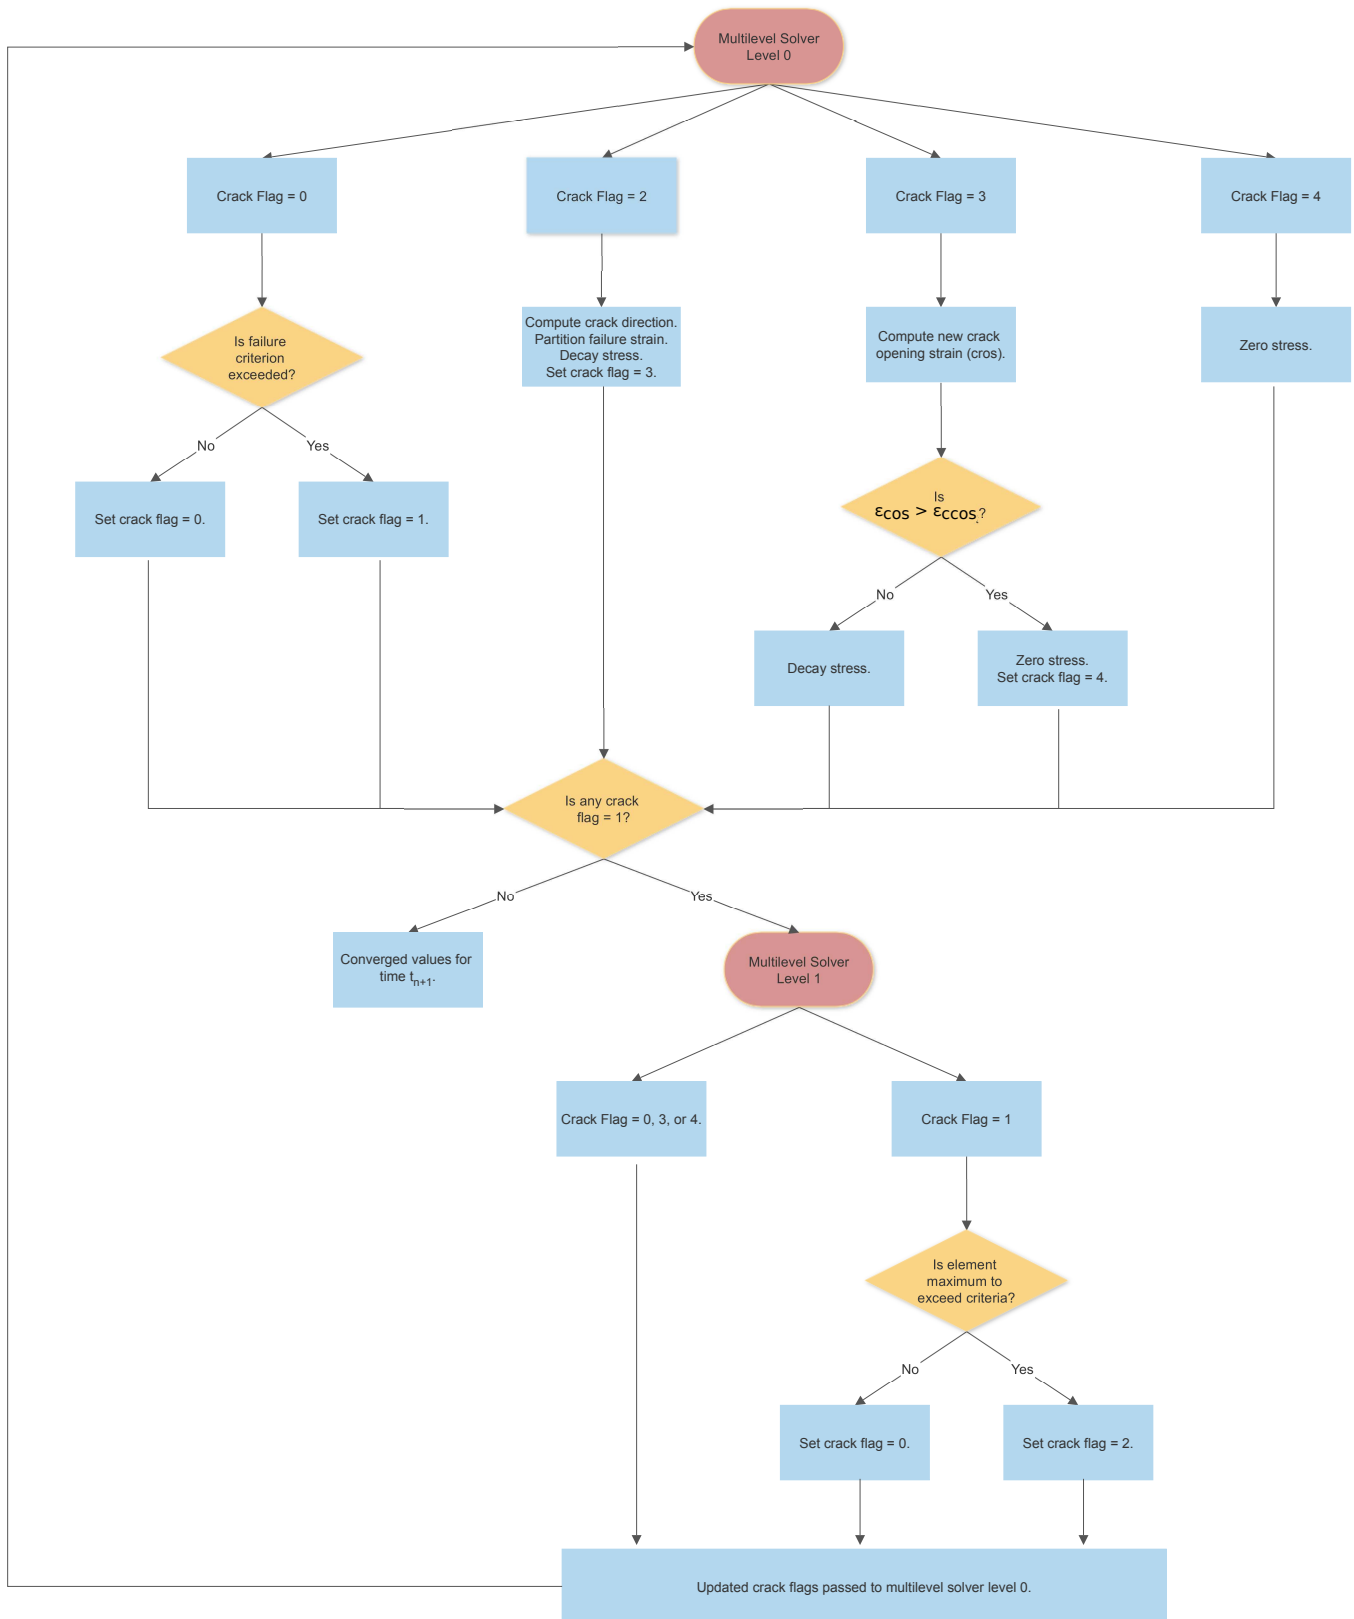 Multilevel Solver
Level 0
Crack Flag = 0
Crack Flag = 2
Crack Flag = 3
Crack Flag = 4
Is failure
criterion
exceeded?
Compute crack direction.
Partition failure strain.
Decay stress.
Set crack flag = 3.
Compute new crack
opening strain (cros).
Zero stress.
No
Yes
Set crack flag = 0.
Set crack flag = 1.
Is
εcos > εccos.?
No
Yes
Decay stress.
Zero stress.
Set crack flag = 4.
Is any crack
flag = 1?
No
Yes
Converged values for
time tn+1.
Multilevel Solver
Level 1
Crack Flag = 0, 3, or 4.
Crack Flag = 1
Is element
maximum to
exceed criteria?
No
Yes
Set crack flag = 0.
Set crack flag = 2.
Updated crack flags passed to multilevel solver level 0.